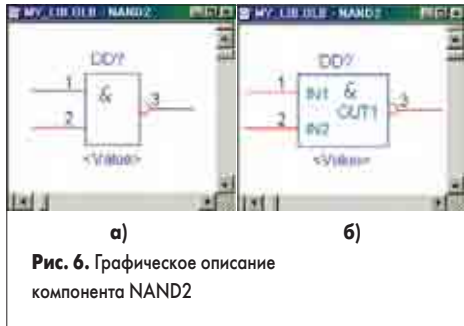 MY_LIB.OLB - NAND2
MY_LIB.OLB - NAND2
DD?
1
&
3
2
<Value>
DD?
1
IN1
&
3
OUT1
2
IN2
<Value>
а)
б)
Рис. 6. Графическое описание
компонента NAND2